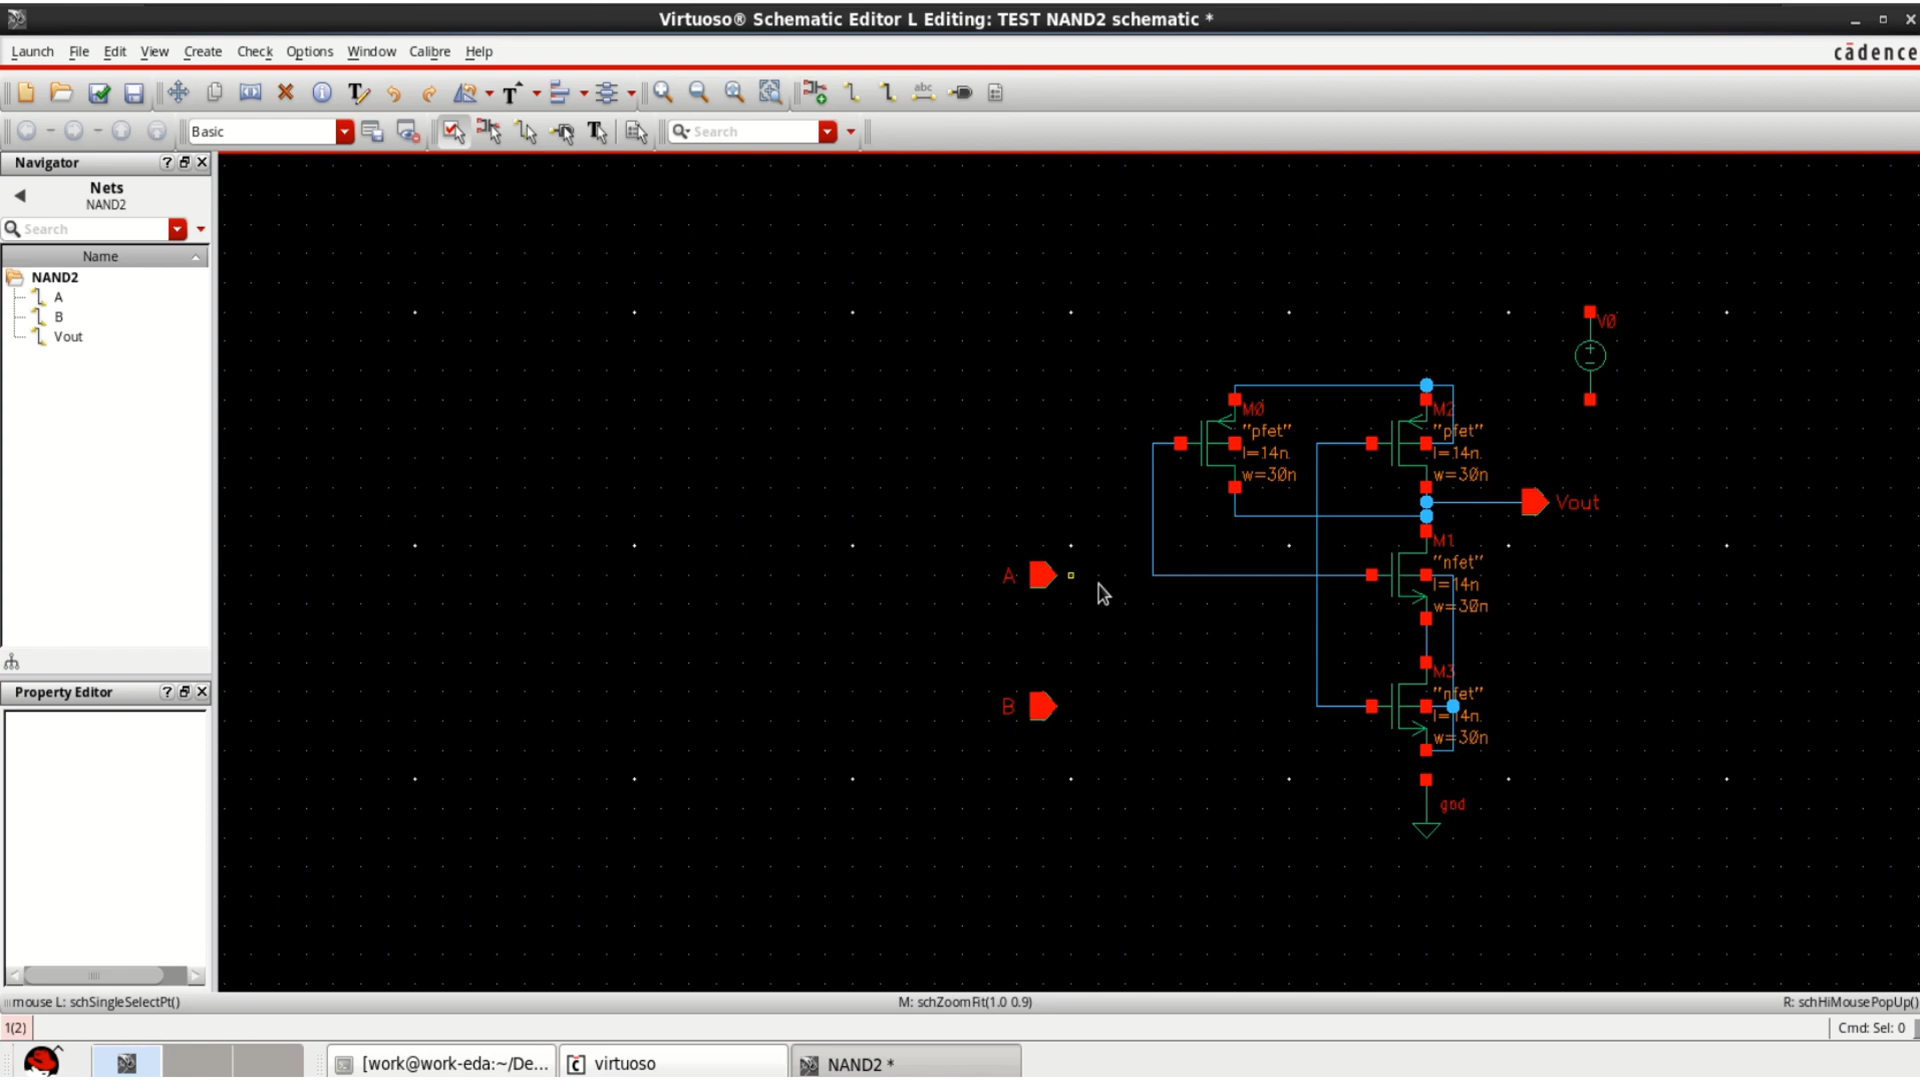 Virtuoso® Schematic Editor L Editing: TEST NAND2 schematic *
Launch File Edit View Create Check Options Window Calibre Help
cādence
T
T
abc
Basic
T
Search
Navigator
?
Nets
NAND2
Search
Name
NAND2
A
B
Vout
Property Editor
?
V0
M0
"pfet"
l=14n
w=30n
M2
"pfet"
l=14n
w=30n
Vout
M1
"nfet"
l=14n
w=30n
A
B
M3
"nfet"
l=14n
w=30n
gnd
mouse L: schSingleSelectPt()
M: schZoomFit(1.0 0.9)
R: schHiMousePopUp()
1(2)
Cmd: Sel: 0
[work@work-eda:~/De...
virtuoso
NAND2 *